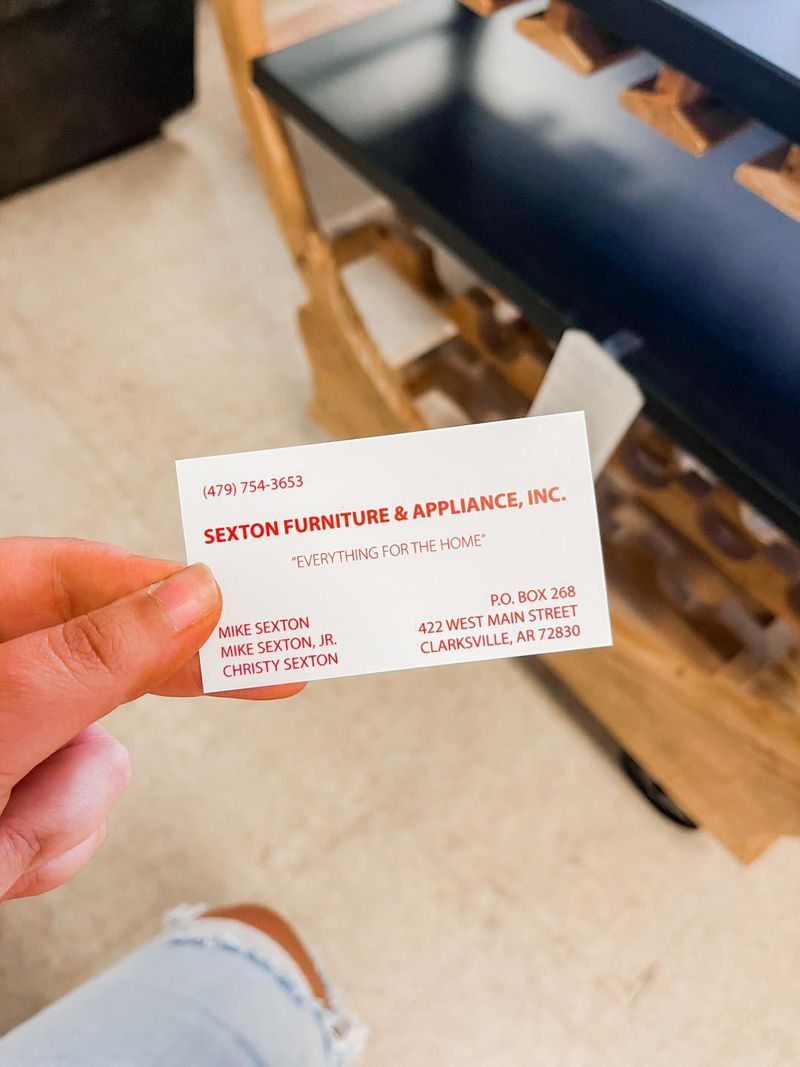 (479) 754-3653
SEXTON FURNITURE & APPLIANCE, INC.
"EVERYTHING FOR THE HOME"
MIKE SEXTON
MIKE SEXTON, JR.
CHRISTY SEXTON
P.O. BOX 268
422 WEST MAIN STREET
CLARKSVILLE, AR 72830